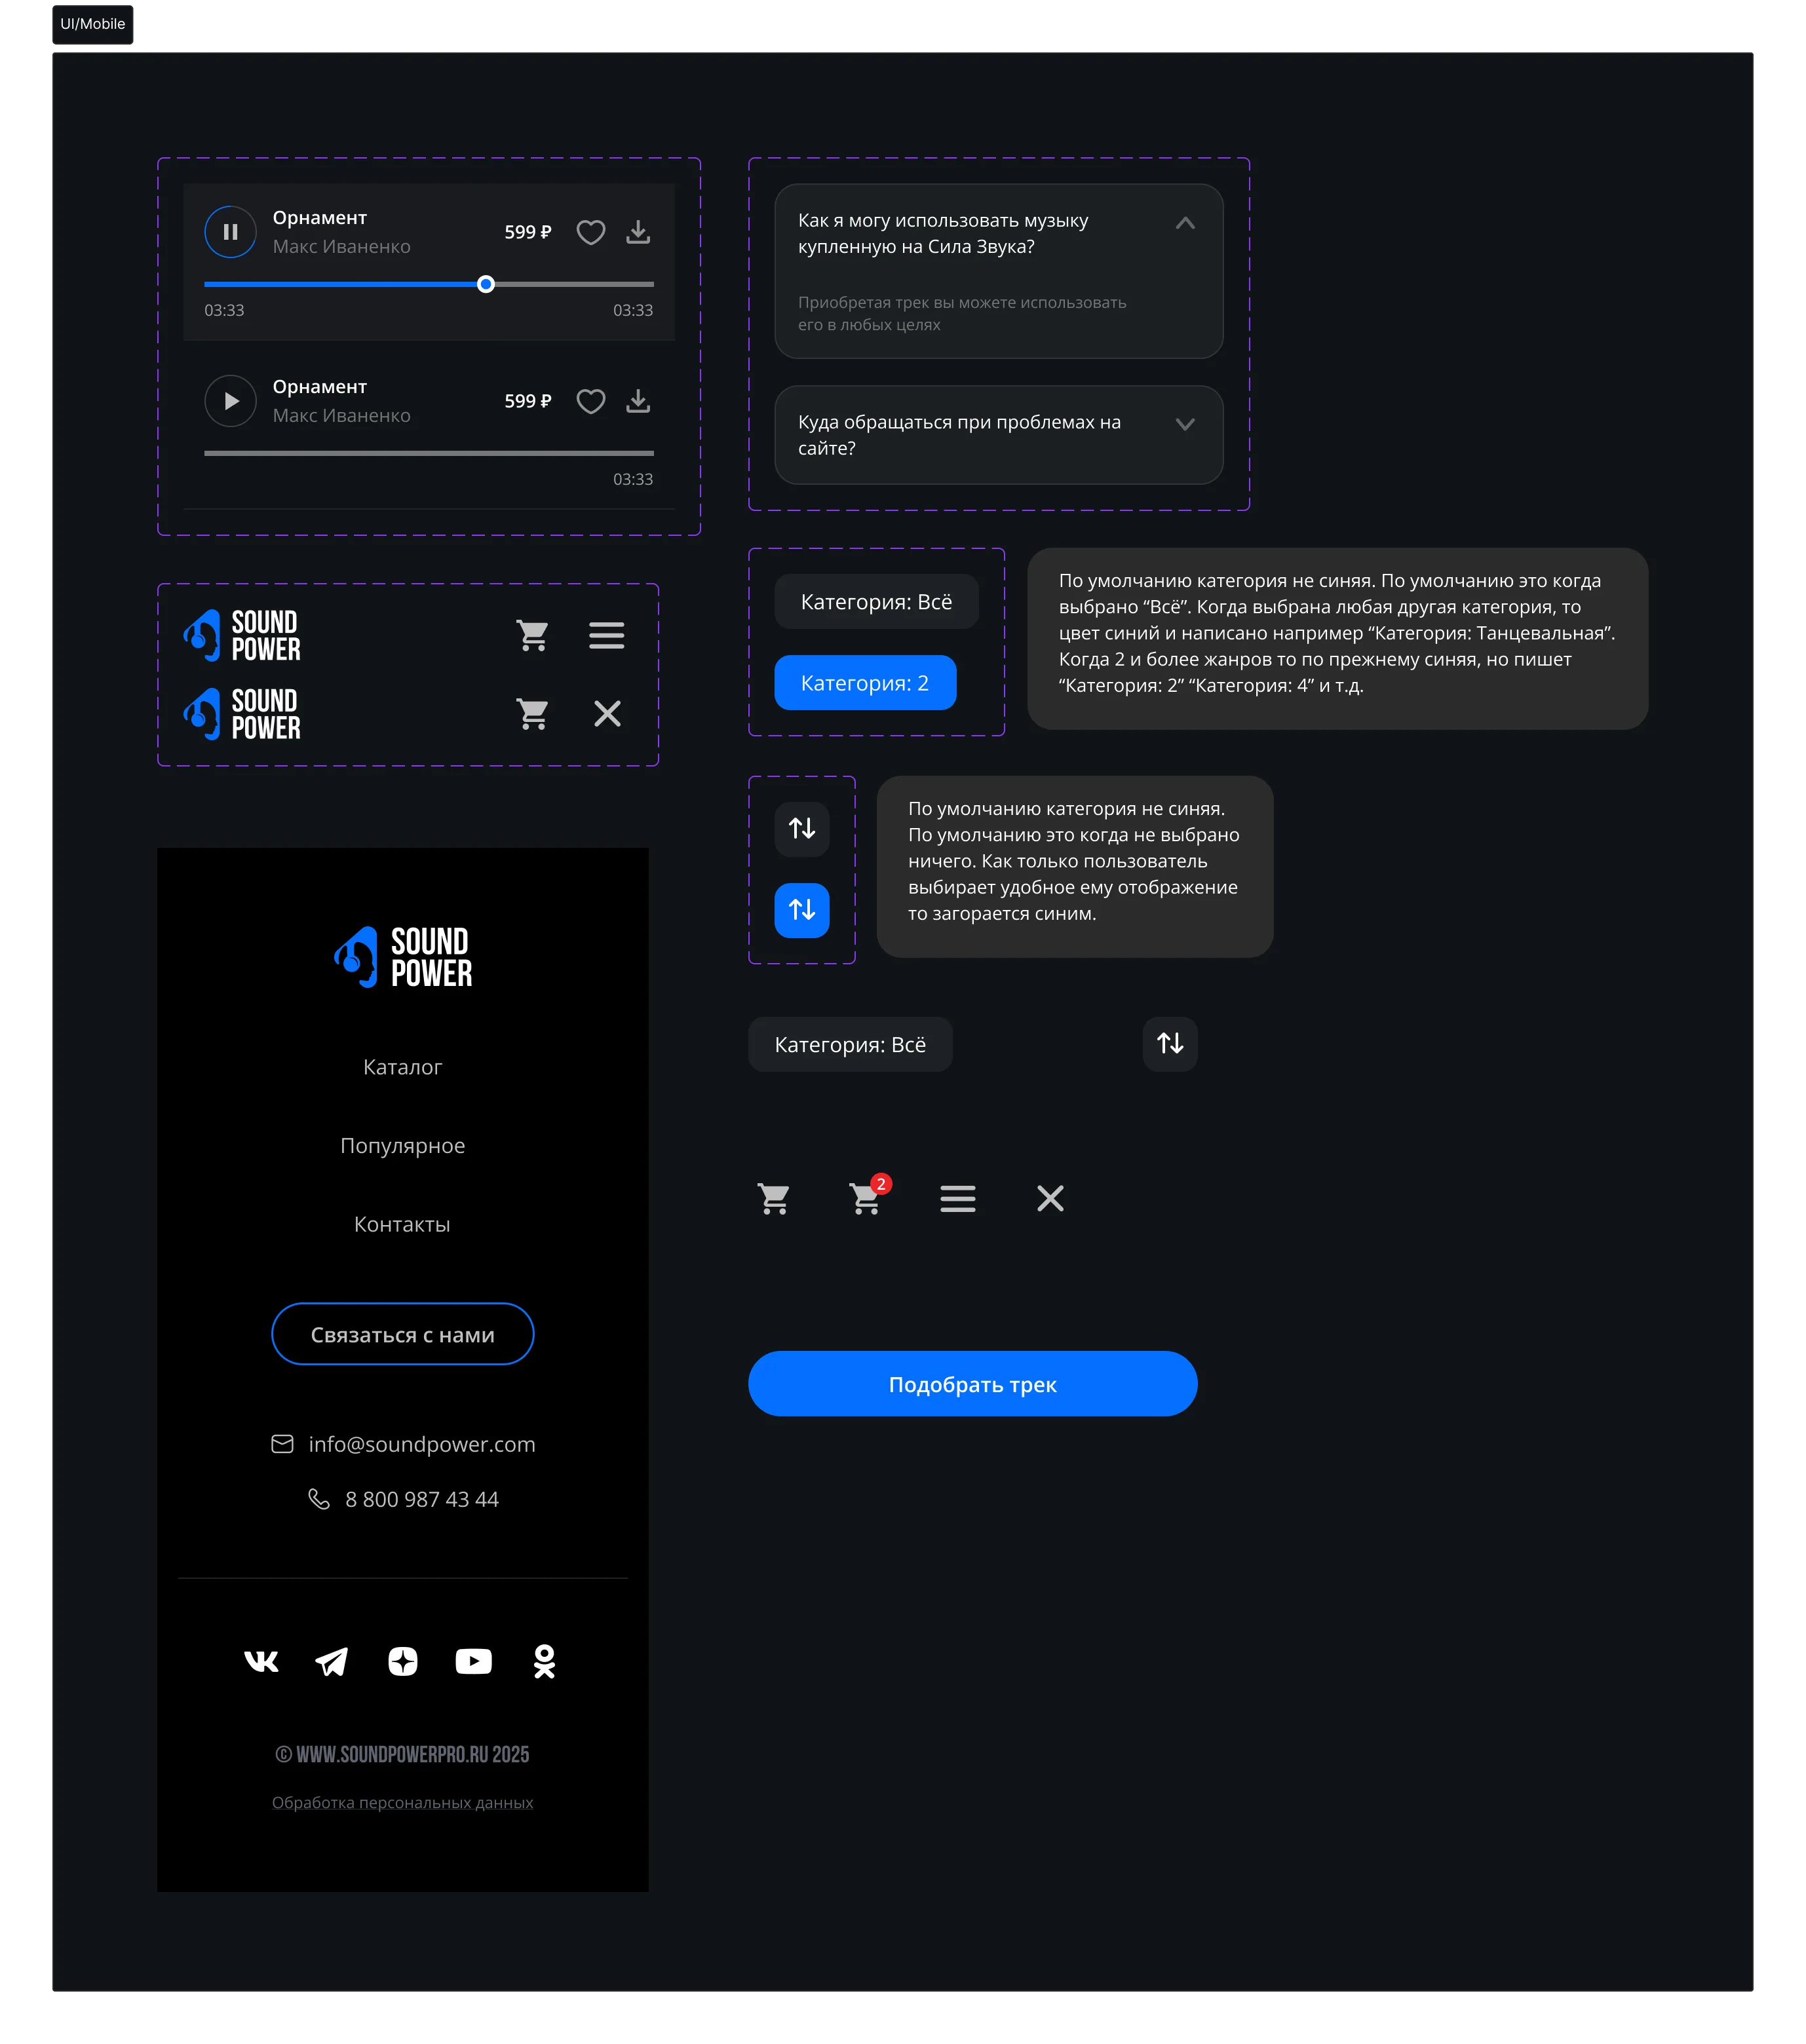 UI/Mobile
Орнамент
Макс Иваненко
599 ₽
03:33
03:33
Орнамент
Макс Иваненко
599 ₽
03:33
SOUND
POWER
SOUND
POWER
SOUND
POWER
Каталог
Популярное
Контакты
Связаться с нами
info@soundpower.com
8 800 987 43 44
© WWW.SOUNDPOWERPRO.RU 2025
Обработка персональных данных
Как я могу использовать музыку
купленную на Сила Звука?
Приобретая трек вы можете использовать
его в любых целях
Куда обращаться при проблемах на
сайте?
Категория: Всё
Категория: 2
По умолчанию категория не синяя. По умолчанию это когда
выбрано “Всё”. Когда выбрана любая другая категория, то
цвет синий и написано например “Категория: Танцевальная”.
Когда 2 и более жанров то по прежнему синяя, но пишет
“Категория: 2” “Категория: 4” и т.д.
По умолчанию категория не синяя.
По умолчанию это когда не выбрано
ничего. Как только пользователь
выбирает удобное ему отображение
то загорается синим.
Категория: Всё
2
Подобрать трек